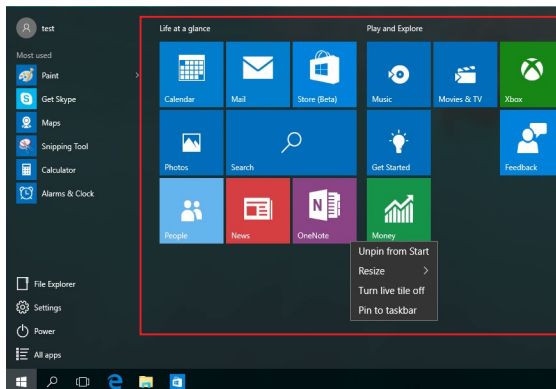 test
Most used
Paint
Get Skype
Maps
Snipping Tool
Calculator
Alarms & Clock
File Explorer
Settings
Power
All apps
Life at a glance
Calendar
Mail
Store (Beta)
Photos
Search
People
News
OneNote
Play and Explore
Music
Movies & TV
Xbox
Get Started
Feedback
Money
Unpin from Start
Resize
Turn live tile off
Pin to taskbar